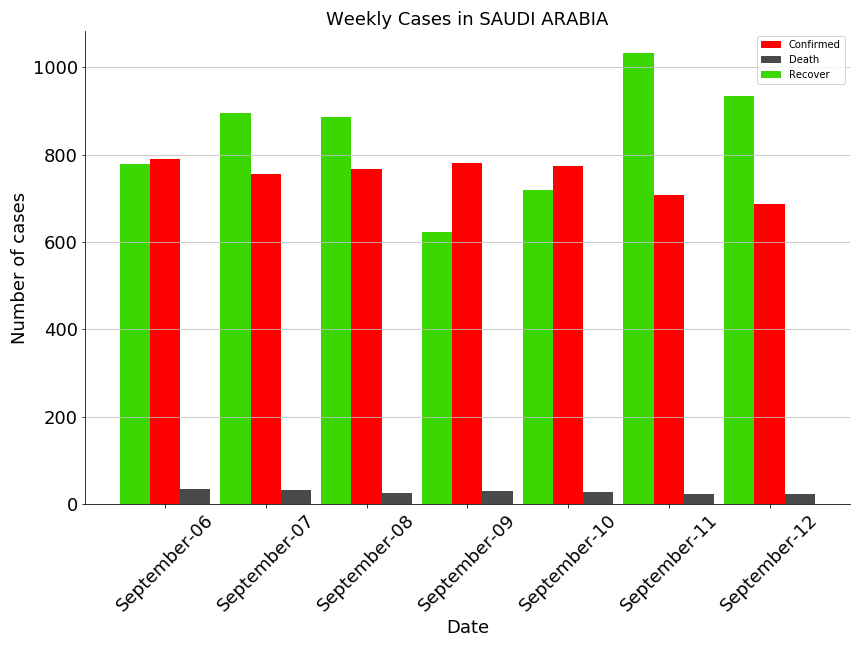 Weekly Cases in SAUDI ARABIA
Confirmed
Death
Recover
Number of cases
1000
800
600
400
200
0
September-06
September-07
September-08
September-09
September-10
September-11
September-12
Date